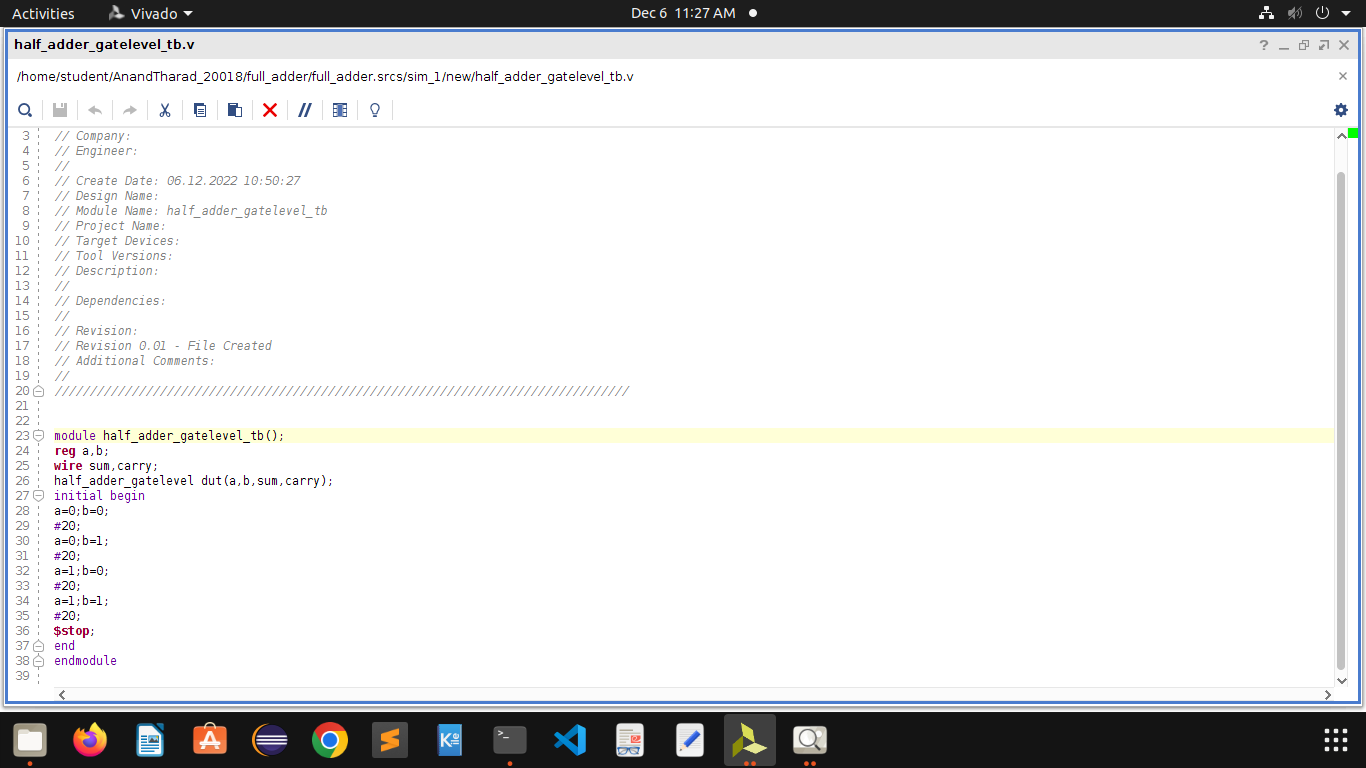 Activities Vivado Dec 6 11:27 AM
half_adder_gatelevel_tb.v ?
/home/student/AnandTharad_20018/full_adder/full_adder.srcs/sim_1/new/half_adder_gatelevel_tb.v
3 // Company:
4 // Engineer:
5 //
6 // Create Date: 06.12.2022 10:50:27
7 // Design Name:
8 // Module Name: half_adder_gatelevel_tb
9 // Project Name:
10 // Target Devices:
11 // Tool Versions:
12 // Description:
13 //
14 // Dependencies:
15 //
16 // Revision:
17 // Revision 0.01 - File Created
18 // Additional Comments:
19 //
20 //////////////////////////////////////////////////////////////////////////////////
21
22
23 module half_adder_gatelevel_tb();
24 reg a,b;
25 wire sum,carry;
26 half_adder_gatelevel dut(a,b,sum,carry);
27 initial begin
28 a=0;b=0;
29 #20;
30 a=0;b=1;
31 #20;
32 a=1;b=0;
33 #20;
34 a=1;b=1;
35 #20;
36 $stop;
37 end
38 endmodule
39